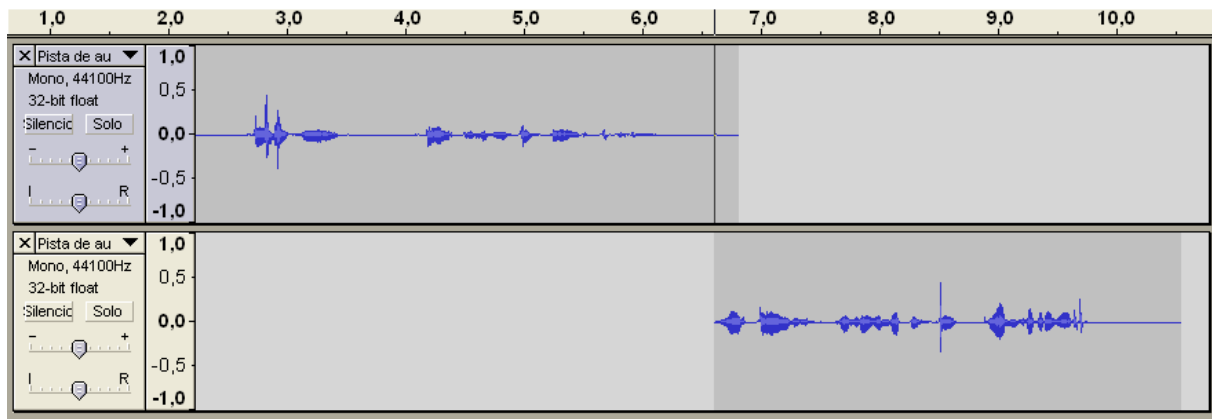 1,0 2,0 3,0 4,0 5,0 6,0 7,0 8,0 9,0 10,0
X Pista de au ▼
Mono, 44100Hz
32-bit float
Silencio Solo
- +
I R
1,0
0,5
0,0
-0,5
-1,0
X Pista de au ▼
Mono, 44100Hz
32-bit float
Silencio Solo
- +
I R
1,0
0,5
0,0
-0,5
-1,0